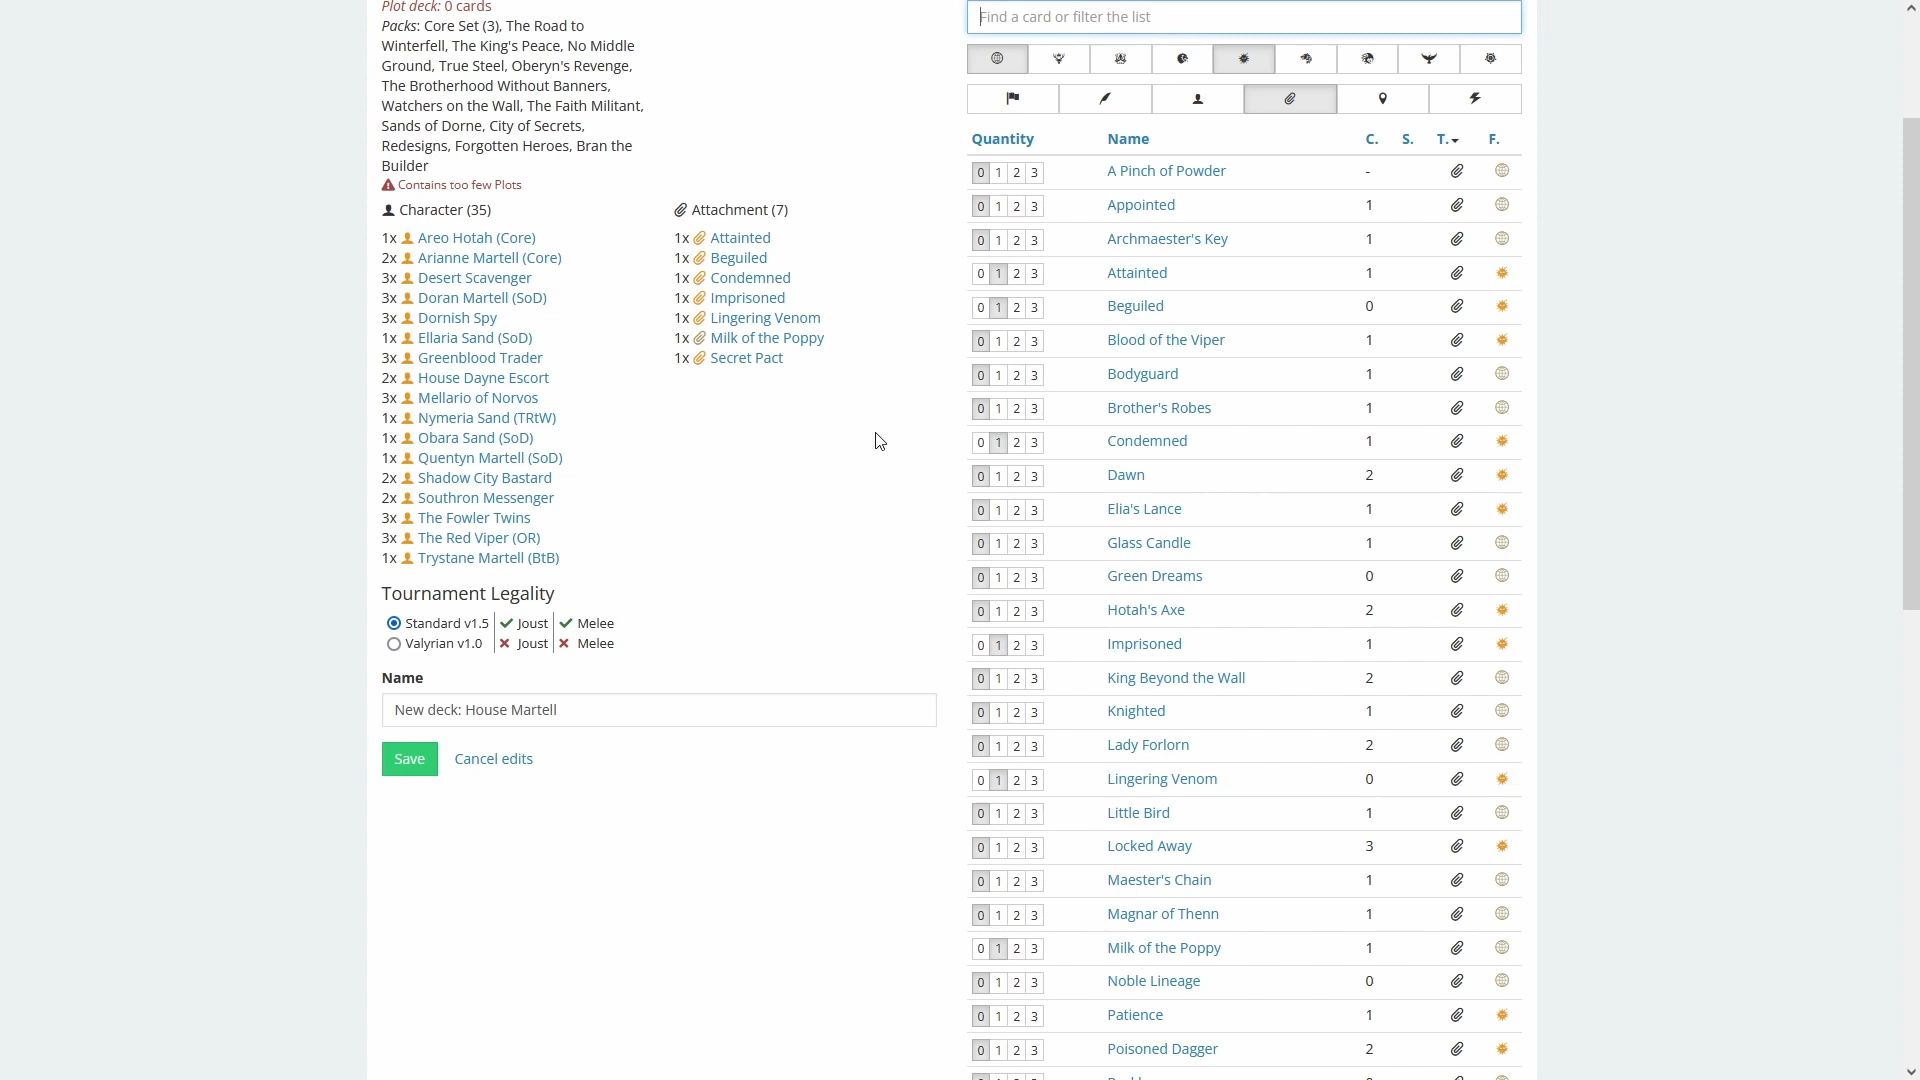 Plot deck: 0 cards
Packs: Core Set (3), The Road to
Winterfell, The King's Peace, No Middle
Ground, True Steel, Oberyn's Revenge,
The Brotherhood Without Banners,
Watchers on the Wall, The Faith Militant,
Sands of Dorne, City of Secrets,
Redesigns, Forgotten Heroes, Bran the
Builder
Contains too few Plots
Character (35)
1x Areo Hotah (Core)
2x Arianne Martell (Core)
3x Desert Scavenger
3x Doran Martell (SoD)
3x Dornish Spy
1x Ellaria Sand (SoD)
3x Greenblood Trader
2x House Dayne Escort
3x Mellario of Norvos
1x Nymeria Sand (TRtW)
1x Obara Sand (SoD)
1x Quentyn Martell (SoD)
2x Shadow City Bastard
2x Southron Messenger
3x The Fowler Twins
3x The Red Viper (OR)
1x Trystane Martell (BtB)
Attachment (7)
1x Attainted
1x Beguiled
1x Condemned
1x Imprisoned
1x Lingering Venom
1x Milk of the Poppy
1x Secret Pact
Tournament Legality
Standard v1.5 Joust Melee
Valyrian v1.0 Joust Melee
Name
New deck: House Martell
Save Cancel edits
Find a card or filter the list
Quantity Name C. S. T. F.
0 1 2 3 A Pinch of Powder -
0 1 2 3 Appointed 1
0 1 2 3 Archmaester's Key 1
0 1 2 3 Attainted 1
0 1 2 3 Beguiled 0
0 1 2 3 Blood of the Viper 1
0 1 2 3 Bodyguard 1
0 1 2 3 Brother's Robes 1
0 1 2 3 Condemned 1
0 1 2 3 Dawn 2
0 1 2 3 Elia's Lance 1
0 1 2 3 Glass Candle 1
0 1 2 3 Green Dreams 0
0 1 2 3 Hotah's Axe 2
0 1 2 3 Imprisoned 1
0 1 2 3 King Beyond the Wall 2
0 1 2 3 Knighted 1
0 1 2 3 Lady Forlorn 2
0 1 2 3 Lingering Venom 0
0 1 2 3 Little Bird 1
0 1 2 3 Locked Away 3
0 1 2 3 Maester's Chain 1
0 1 2 3 Magnar of Thenn 1
0 1 2 3 Milk of the Poppy 1
0 1 2 3 Noble Lineage 0
0 1 2 3 Patience 1
0 1 2 3 Poisoned Dagger 2